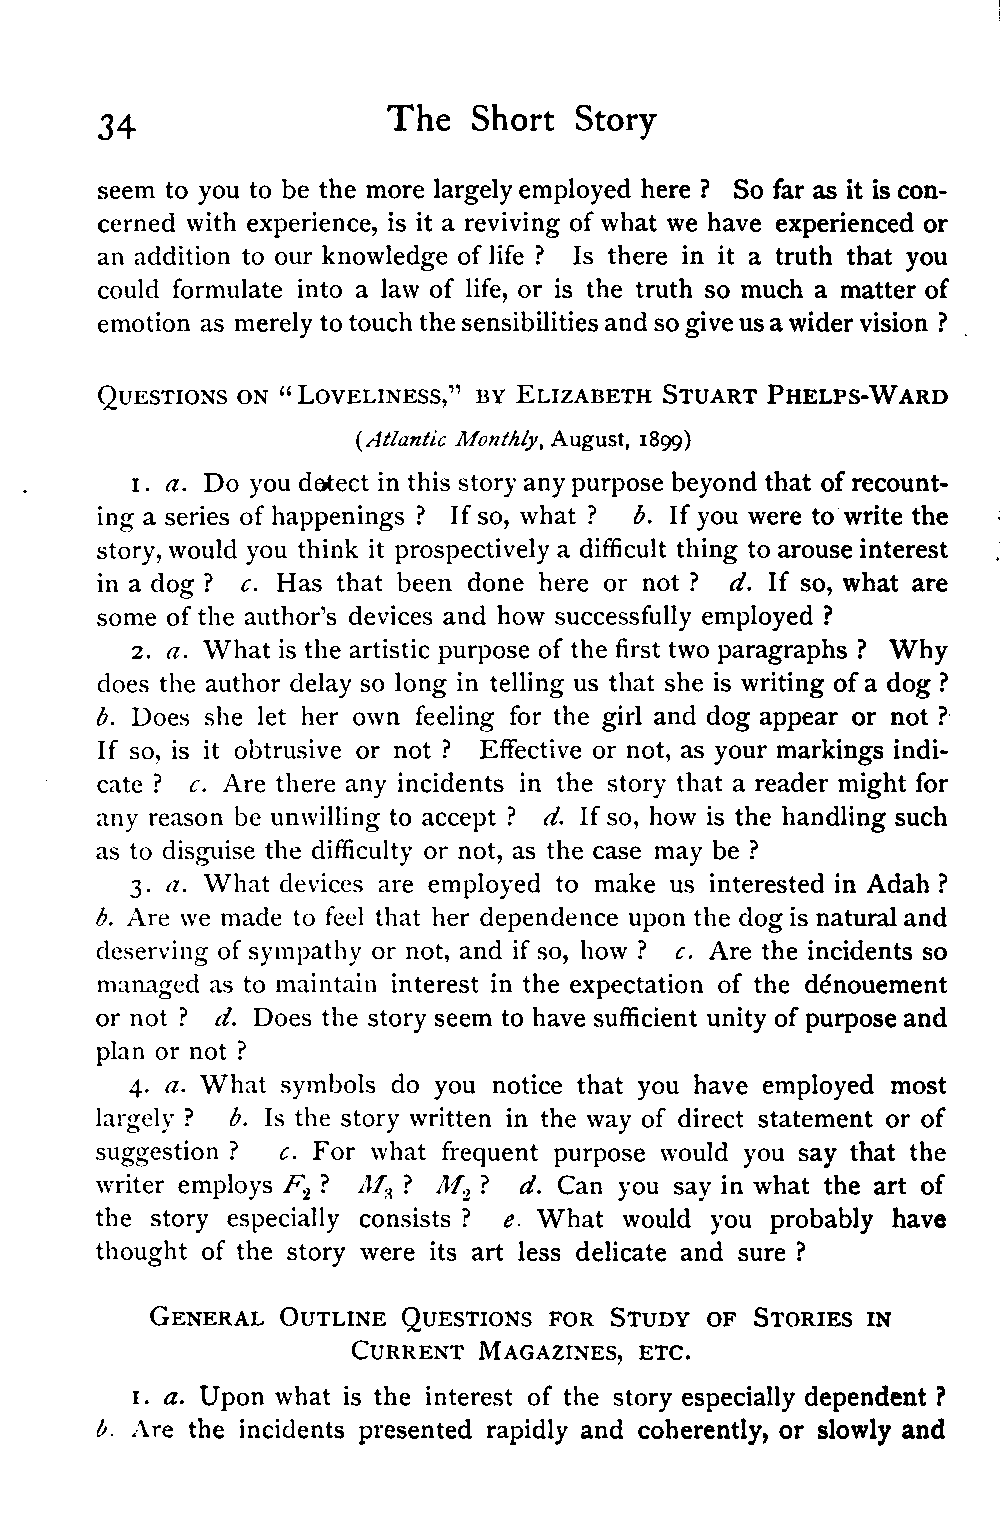 34 The Short Story
seem to you to be the more largely employed here ? So far as it is con-
cerned with experience, is it a reviving of what we have experienced or
an addition to our knowledge of life ? Is there in it a truth that you
could formulate into a law of life, or is the truth so much a matter of
emotion as merely to touch the sensibilities and so give us a wider vision ?
QUESTIONS ON “LOVELINESS,” BY ELIZABETH STUART PHELPS-WARD
(Atlantic Monthly, August, 1899)
1. a. Do you detect in this story any purpose beyond that of recount-
ing a series of happenings ? If so, what ? b. If you were to write the
story, would you think it prospectively a difficult thing to arouse interest
in a dog ? c. Has that been done here or not ? d. If so, what are
some of the author's devices and how successfully employed ?
2. a. What is the artistic purpose of the first two paragraphs ? Why
does the author delay so long in telling us that she is writing of a dog ?
b. Does she let her own feeling for the girl and dog appear or not ?
If so, is it obtrusive or not ? Effective or not, as your markings indi-
cate ? c. Are there any incidents in the story that a reader might for
any reason be unwilling to accept ? d. If so, how is the handling such
as to disguise the difficulty or not, as the case may be ?
3. a. What devices are employed to make us interested in Adah ?
b. Are we made to feel that her dependence upon the dog is natural and
deserving of sympathy or not, and if so, how ? c. Are the incidents so
managed as to maintain interest in the expectation of the dénouement
or not ? d. Does the story seem to have sufficient unity of purpose and
plan or not ?
4. a. What symbols do you notice that you have employed most
largely ? b. Is the story written in the way of direct statement or of
suggestion ? c. For what frequent purpose would you say that the
writer employs F₂ ? M₃ ? M₂ ? d. Can you say in what the art of
the story especially consists ? e. What would you probably have
thought of the story were its art less delicate and sure ?
GENERAL OUTLINE QUESTIONS FOR STUDY OF STORIES IN
CURRENT MAGAZINES, ETC.
1. a. Upon what is the interest of the story especially dependent ?
b. Are the incidents presented rapidly and coherently, or slowly and